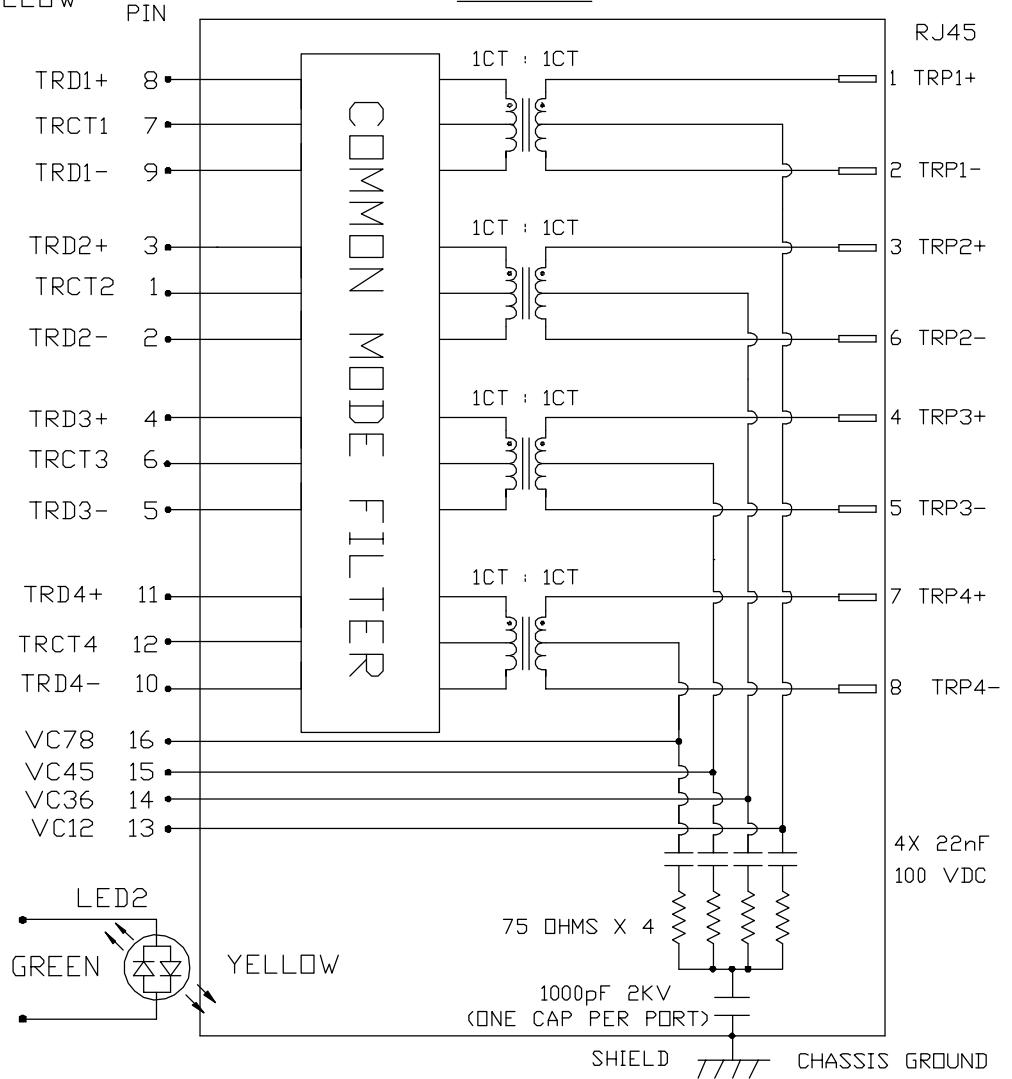 PIN
RJ45
1CT : 1CT
TRD1+ 8
1 TRP1+
TRCT1 7
TRD1- 9
2 TRP1-
1CT : 1CT
TRD2+ 3
3 TRP2+
TRCT2 1
TRD2- 2
6 TRP2-
1CT : 1CT
TRD3+ 4
4 TRP3+
TRCT3 6
TRD3- 5
5 TRP3-
1CT : 1CT
TRD4+ 11
7 TRP4+
TRCT4 12
TRD4- 10
8 TRP4-
COMMON MODE FILTER
VC78 16
VC45 15
VC36 14
VC12 13
4X 22nF
100 VDC
LED2
75 OHMS X 4
GREEN
YELLOW
1000pF 2KV
(ONE CAP PER PORT)
SHIELD
CHASSIS GROUND